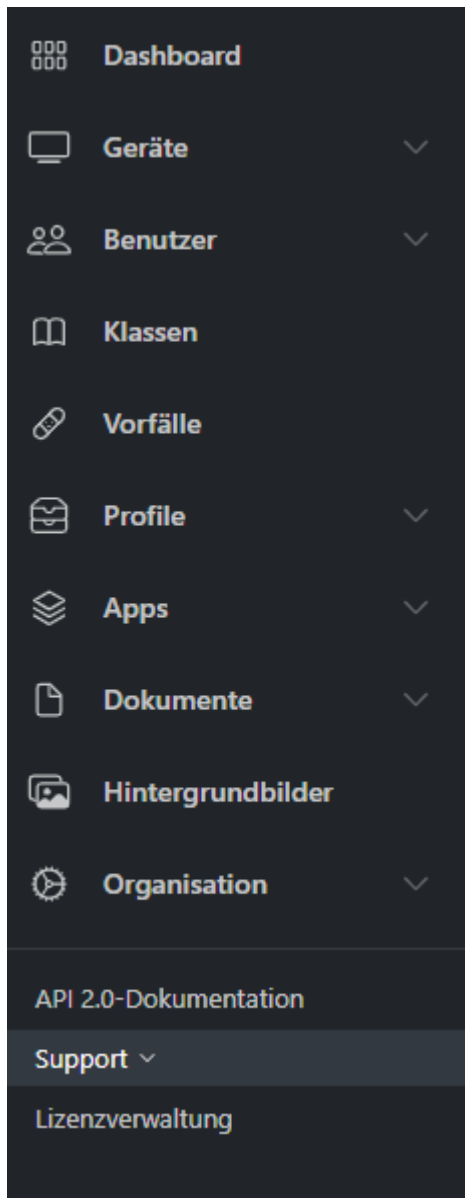 Dashboard
Geräte
Benutzer
Klassen
Vorfälle
Profile
Apps
Dokumente
Hintergrundbilder
Organisation
API 2.0-Dokumentation
Support
Lizenzverwaltung